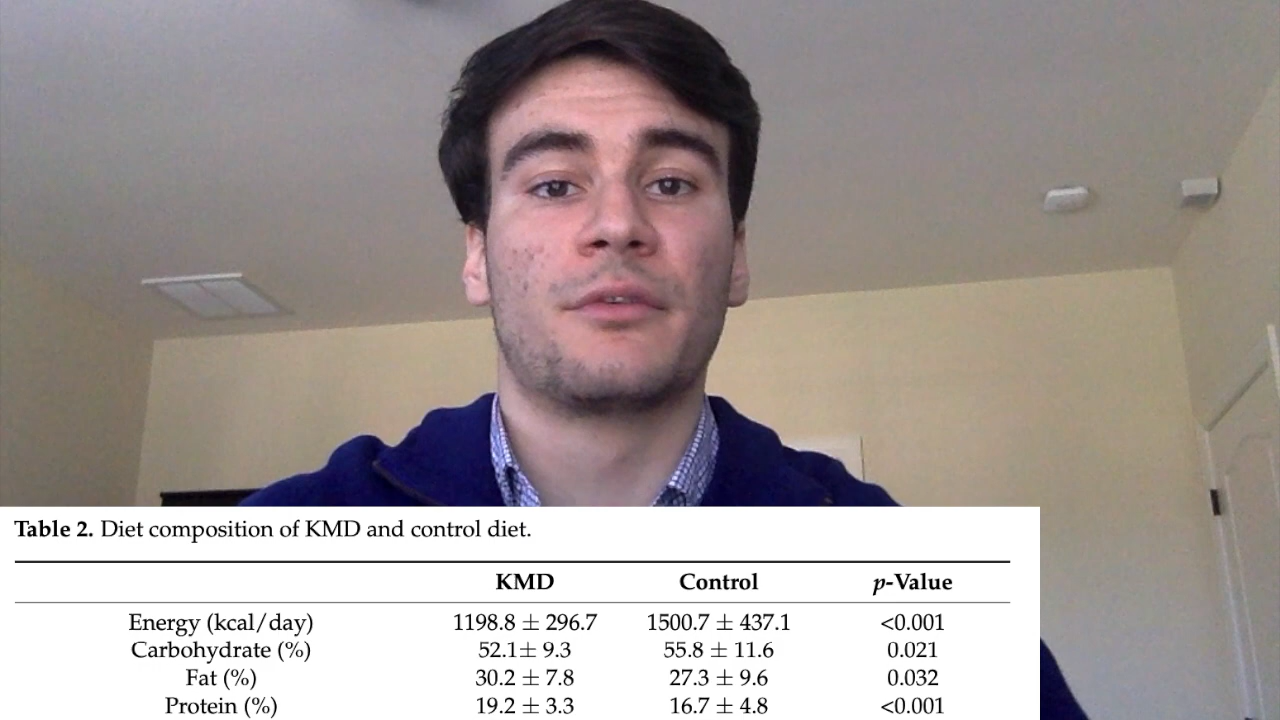 Table 2. Diet composition of KMD and control diet.
KMD Control p-Value
Energy (kcal/day) 1198.8 ± 296.7 1500.7 ± 437.1 <0.001
Carbohydrate (%) 52.1± 9.3 55.8 ± 11.6 0.021
Fat (%) 30.2 ± 7.8 27.3 ± 9.6 0.032
Protein (%) 19.2 ± 3.3 16.7 ± 4.8 <0.001